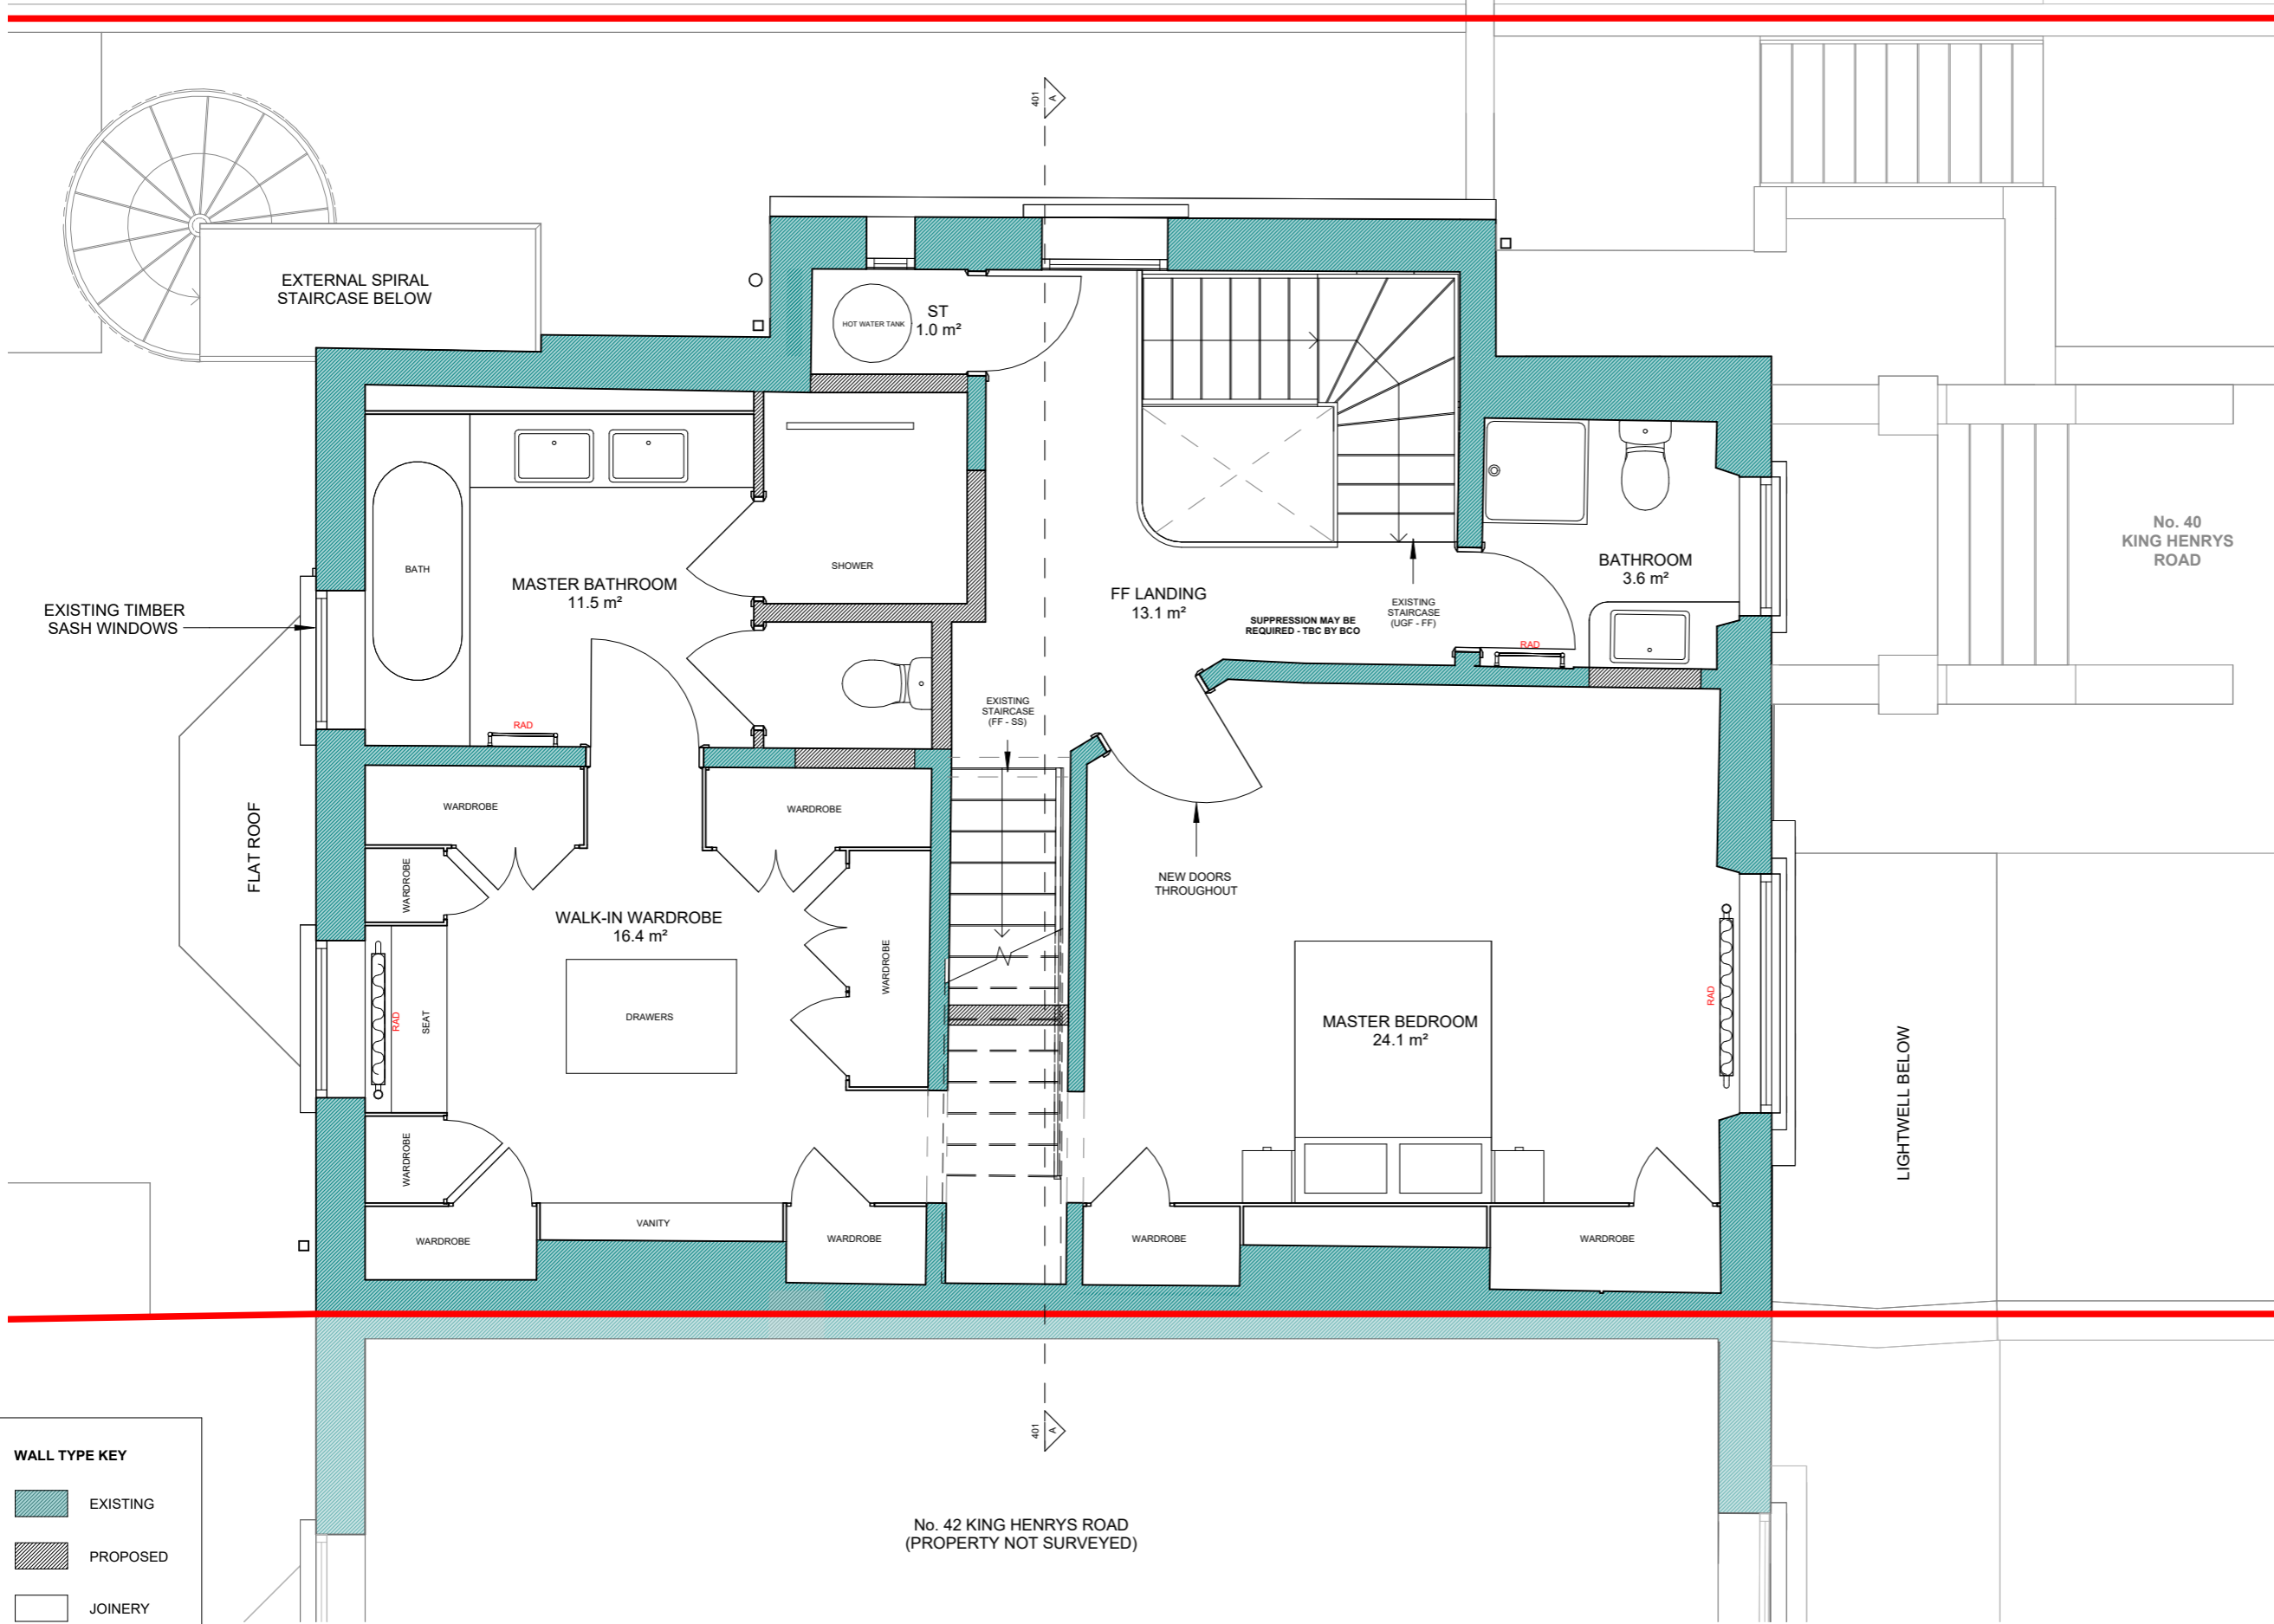 401
A
EXTERNAL SPIRAL
STAIRCASE BELOW
HOT WATER TANK
ST
1.0 m²
No. 40
KING HENRYS
ROAD
BATH
MASTER BATHROOM
11.5 m²
SHOWER
FF LANDING
13.1 m²
SUPPRESSION MAY BE
REQUIRED - TBC BY BCO
EXISTING
STAIRCASE
(UGF - FF)
BATHROOM
3.6 m²
RAD
EXISTING TIMBER
SASH WINDOWS
RAD
EXISTING
STAIRCASE
(FF - SS)
FLAT ROOF
WARDROBE
WARDROBE
WARDROBE
WALK-IN WARDROBE
16.4 m²
WARDROBE
NEW DOORS
THROUGHOUT
RAD
SEAT
DRAWERS
MASTER BEDROOM
24.1 m²
RAD
LIGHTWELL BELOW
WARDROBE
WARDROBE
VANITY
WARDROBE
WARDROBE
WARDROBE
401
A
WALL TYPE KEY
EXISTING
PROPOSED
JOINERY
No. 42 KING HENRYS ROAD
(PROPERTY NOT SURVEYED)